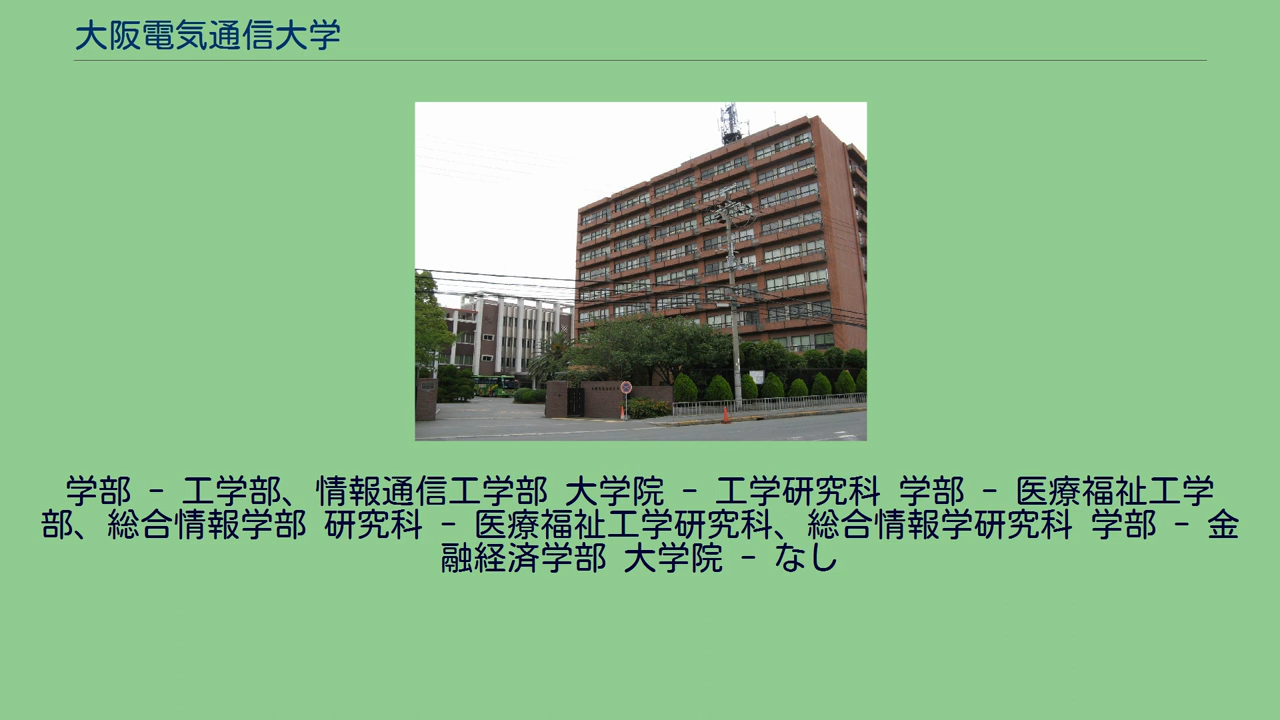 大阪電気通信大学
学部 - 工学部、情報通信工学部 大学院 - 工学研究科 学部 - 医療福祉工学
部、総合情報学部 研究科 - 医療福祉工学研究科、総合情報学研究科 学部 - 金
融経済学部 大学院 - なし